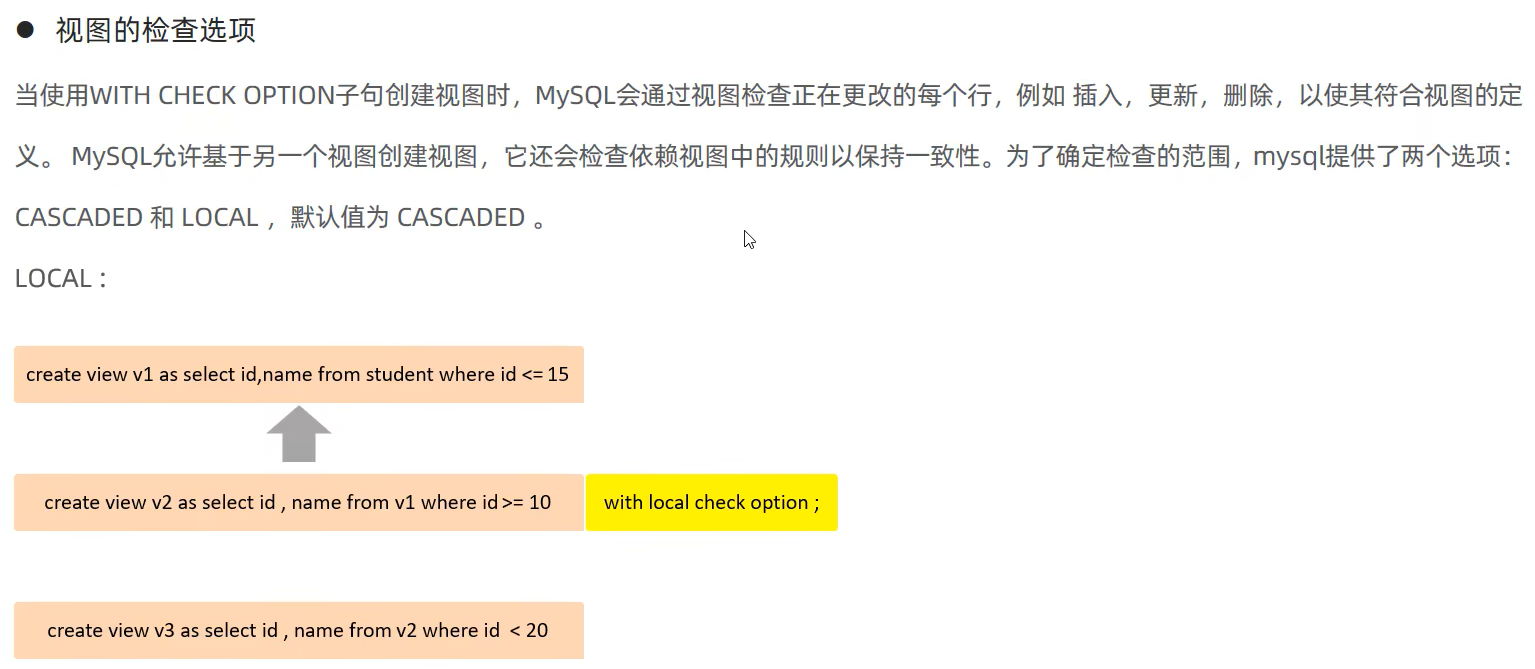 ● 视图的检查选项
当使用WITH CHECK OPTION子句创建视图时，MySQL会通过视图检查正在更改的每个行，例如 插入，更新，删除，以使其符合视图的定
义。 MySQL允许基于另一个视图创建视图，它还会检查依赖视图中的规则以保持一致性。为了确定检查的范围，mysql提供了两个选项：
CASCADED 和 LOCAL ，默认值为 CASCADED 。
LOCAL ：
create view v1 as select id,name from student where id <= 15
create view v2 as select id , name from v1 where id >= 10 with local check option ;
create view v3 as select id , name from v2 where id < 20